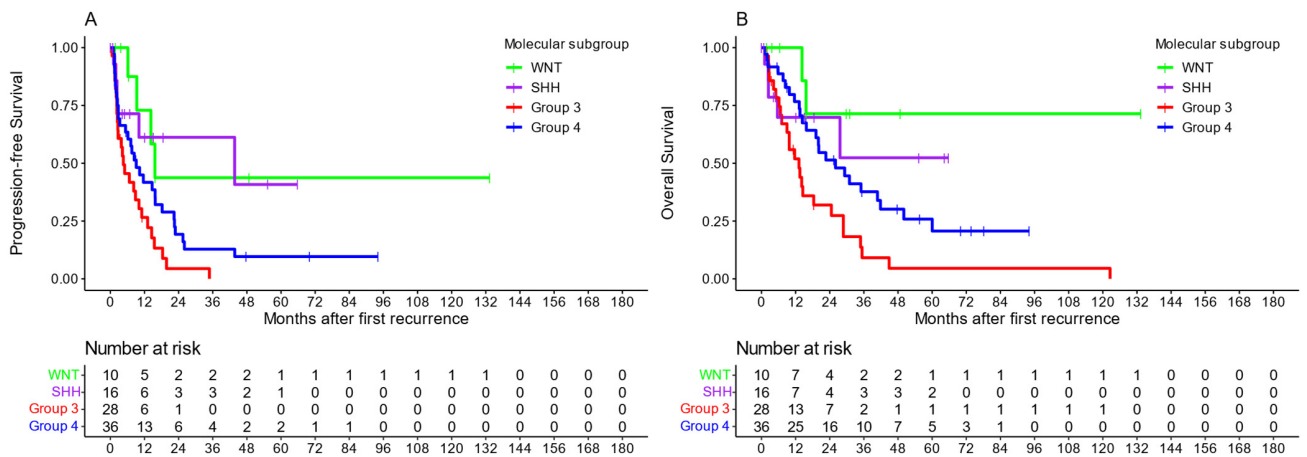 A
Progression-free Survival
1.00
0.75
0.50
0.25
0.00
Molecular subgroup
WNT
SHH
Group 3
Group 4
0 12 24 36 48 60 72 84 96 108 120 132 144 156 168 180
Months after first recurrence
Number at risk
WNT 10 5 2 2 2 1 1 1 1 1 1 1 0 0 0 0
SHH 16 6 3 3 2 1 0 0 0 0 0 0 0 0 0 0
Group 3 28 6 1 0 0 0 0 0 0 0 0 0 0 0 0 0
Group 4 36 13 6 4 2 2 1 1 0 0 0 0 0 0 0 0
0 12 24 36 48 60 72 84 96 108 120 132 144 156 168 180
B
Overall Survival
1.00
0.75
0.50
0.25
0.00
Molecular subgroup
WNT
SHH
Group 3
Group 4
0 12 24 36 48 60 72 84 96 108 120 132 144 156 168 180
Months after first recurrence
Number at risk
WNT 10 7 4 2 2 1 1 1 1 1 1 1 0 0 0 0
SHH 16 7 4 3 3 2 0 0 0 0 0 0 0 0 0 0
Group 3 28 13 7 2 1 1 1 1 1 1 1 0 0 0 0 0
Group 4 36 25 16 10 7 5 3 1 0 0 0 0 0 0 0 0
0 12 24 36 48 60 72 84 96 108 120 132 144 156 168 180